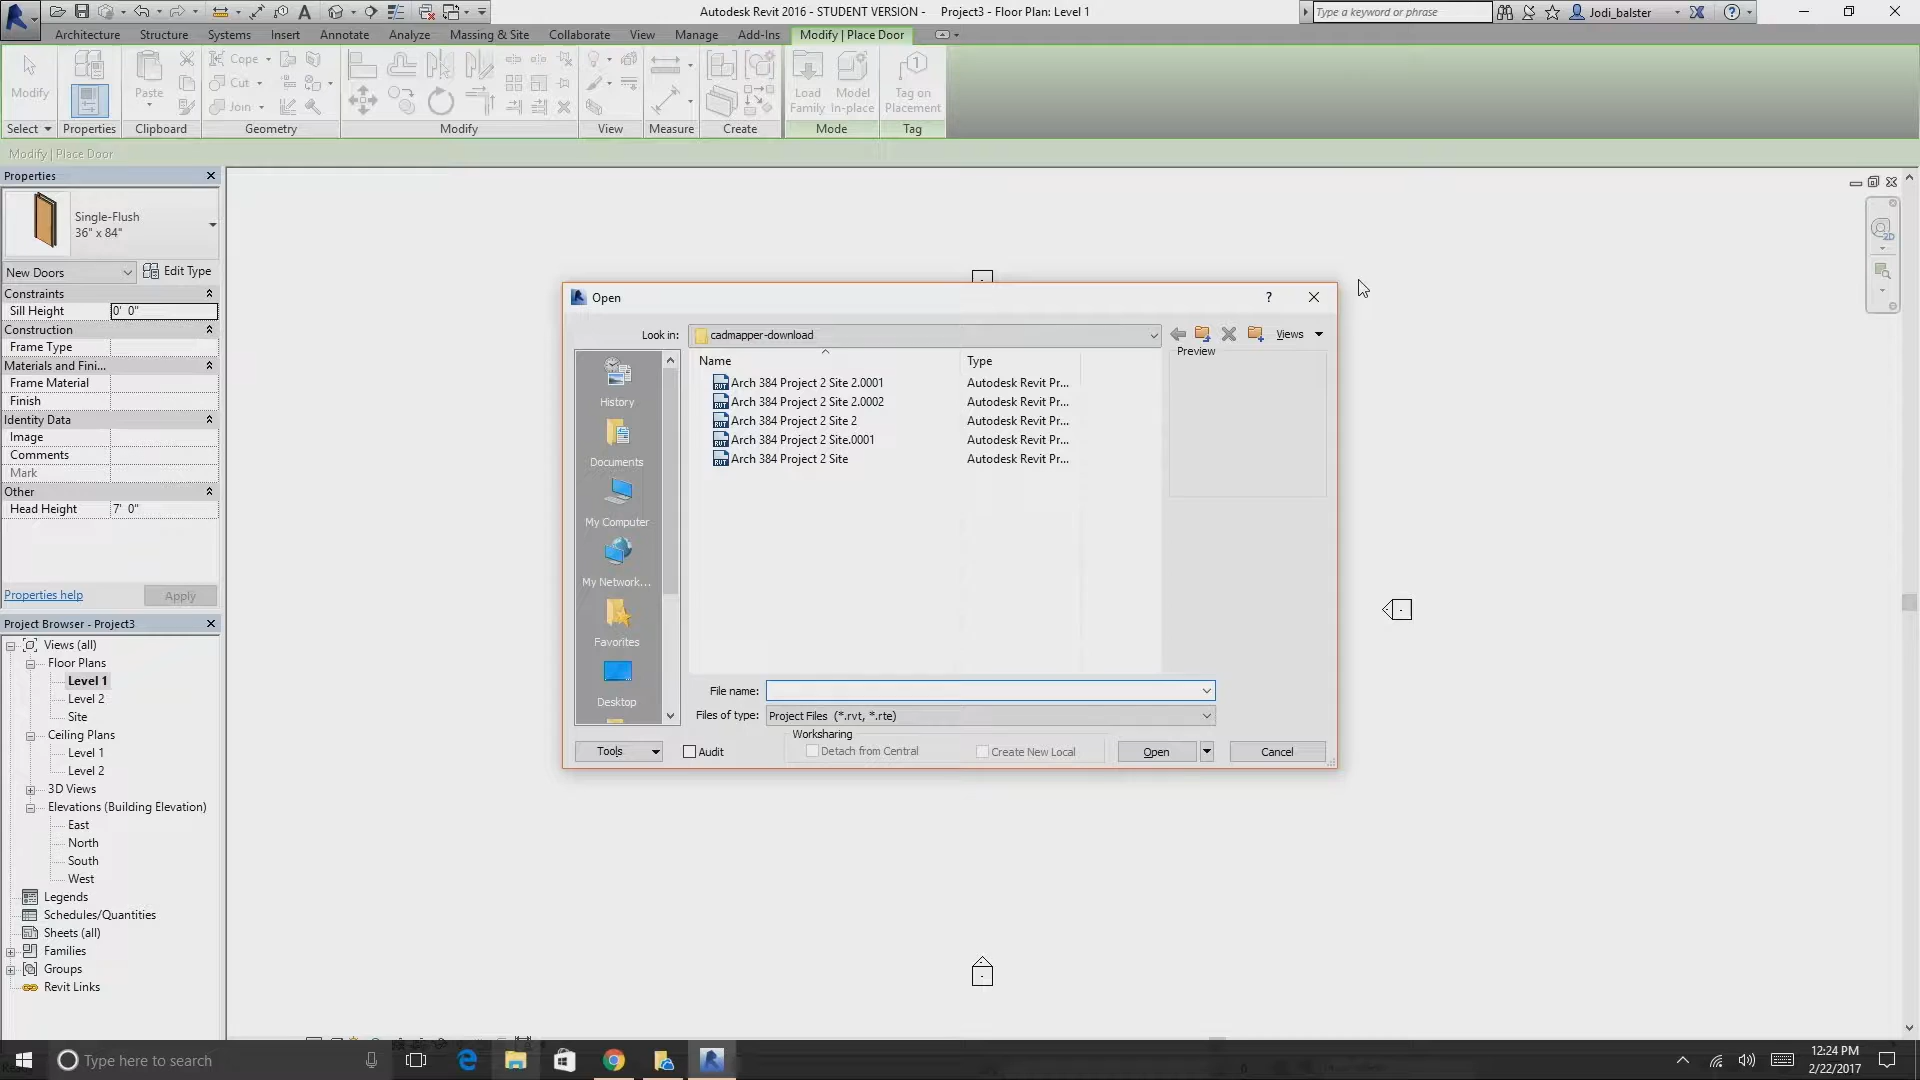 Autodesk Revit 2016 - STUDENT VERSION - Project3 - Floor Plan: Level 1
Type a keyword or phrase
Jodi_balster
Architecture Structure Systems Insert Annotate Analyze Massing & Site Collaborate View Manage Add-Ins Modify | Place Door
Modify
Paste
Cope
Cut
Join
Load Family
Model In-place
Tag on Placement
Select Properties Clipboard Geometry Modify View Measure Create Mode Tag
Modify | Place Door
Properties
Single-Flush
36" x 84"
New Doors Edit Type
Constraints
Sill Height 0' 0"
Construction
Frame Type
Materials and Fini...
Frame Material
Finish
Identity Data
Image
Comments
Mark
Other
Head Height 7' 0"
Properties help Apply
Project Browser - Project3
Views (all)
Floor Plans
Level 1
Level 2
Site
Ceiling Plans
Level 1
Level 2
3D Views
Elevations (Building Elevation)
East
North
South
West
Legends
Schedules/Quantities
Sheets (all)
Families
Groups
Revit Links
Open
Look in: cadmapper-download Views
Preview
Name Type
Arch 384 Project 2 Site 2.0001 Autodesk Revit Pr...
Arch 384 Project 2 Site 2.0002 Autodesk Revit Pr...
Arch 384 Project 2 Site 2 Autodesk Revit Pr...
Arch 384 Project 2 Site.0001 Autodesk Revit Pr...
Arch 384 Project 2 Site Autodesk Revit Pr...
History
Documents
My Computer
My Network...
Favorites
Desktop
File name:
Files of type: Project Files (*.rvt, *.rte)
Worksharing
Tools Audit Detach from Central Create New Local Open Cancel
Type here to search
12:24 PM
2/22/2017